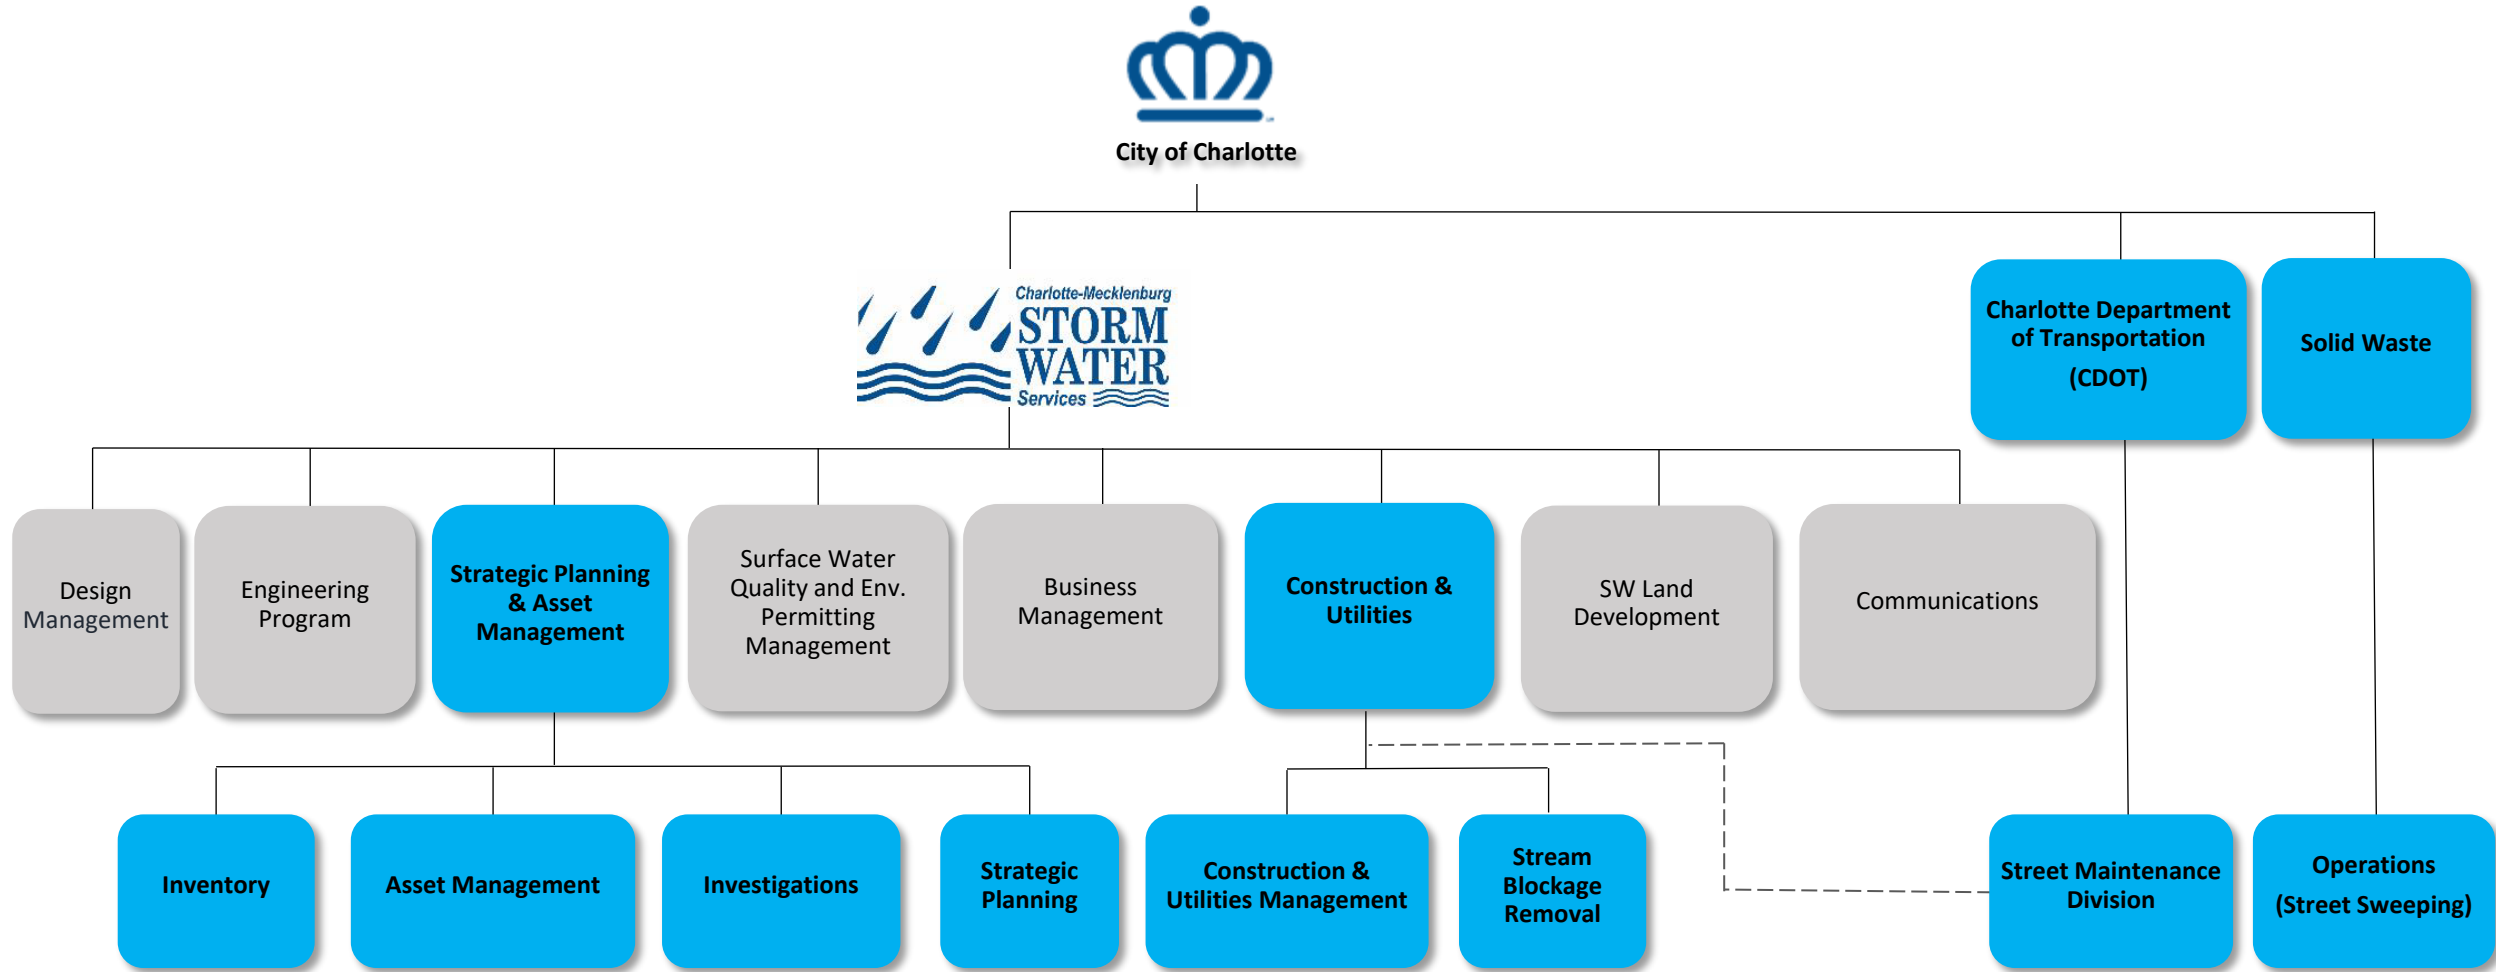 City of Charlotte
Charlotte-Mecklenburg
STORM
WATER
Services
Charlotte Department
of Transportation
(CDOT)
Solid Waste
Design
Management
Engineering
Program
Strategic Planning
& Asset
Management
Surface Water
Quality and Env.
Permitting
Management
Business
Management
Construction &
Utilities
SW Land
Development
Communications
Inventory
Asset Management
Investigations
Strategic
Planning
Construction &
Utilities Management
Stream
Blockage
Removal
Street Maintenance
Division
Operations
(Street Sweeping)